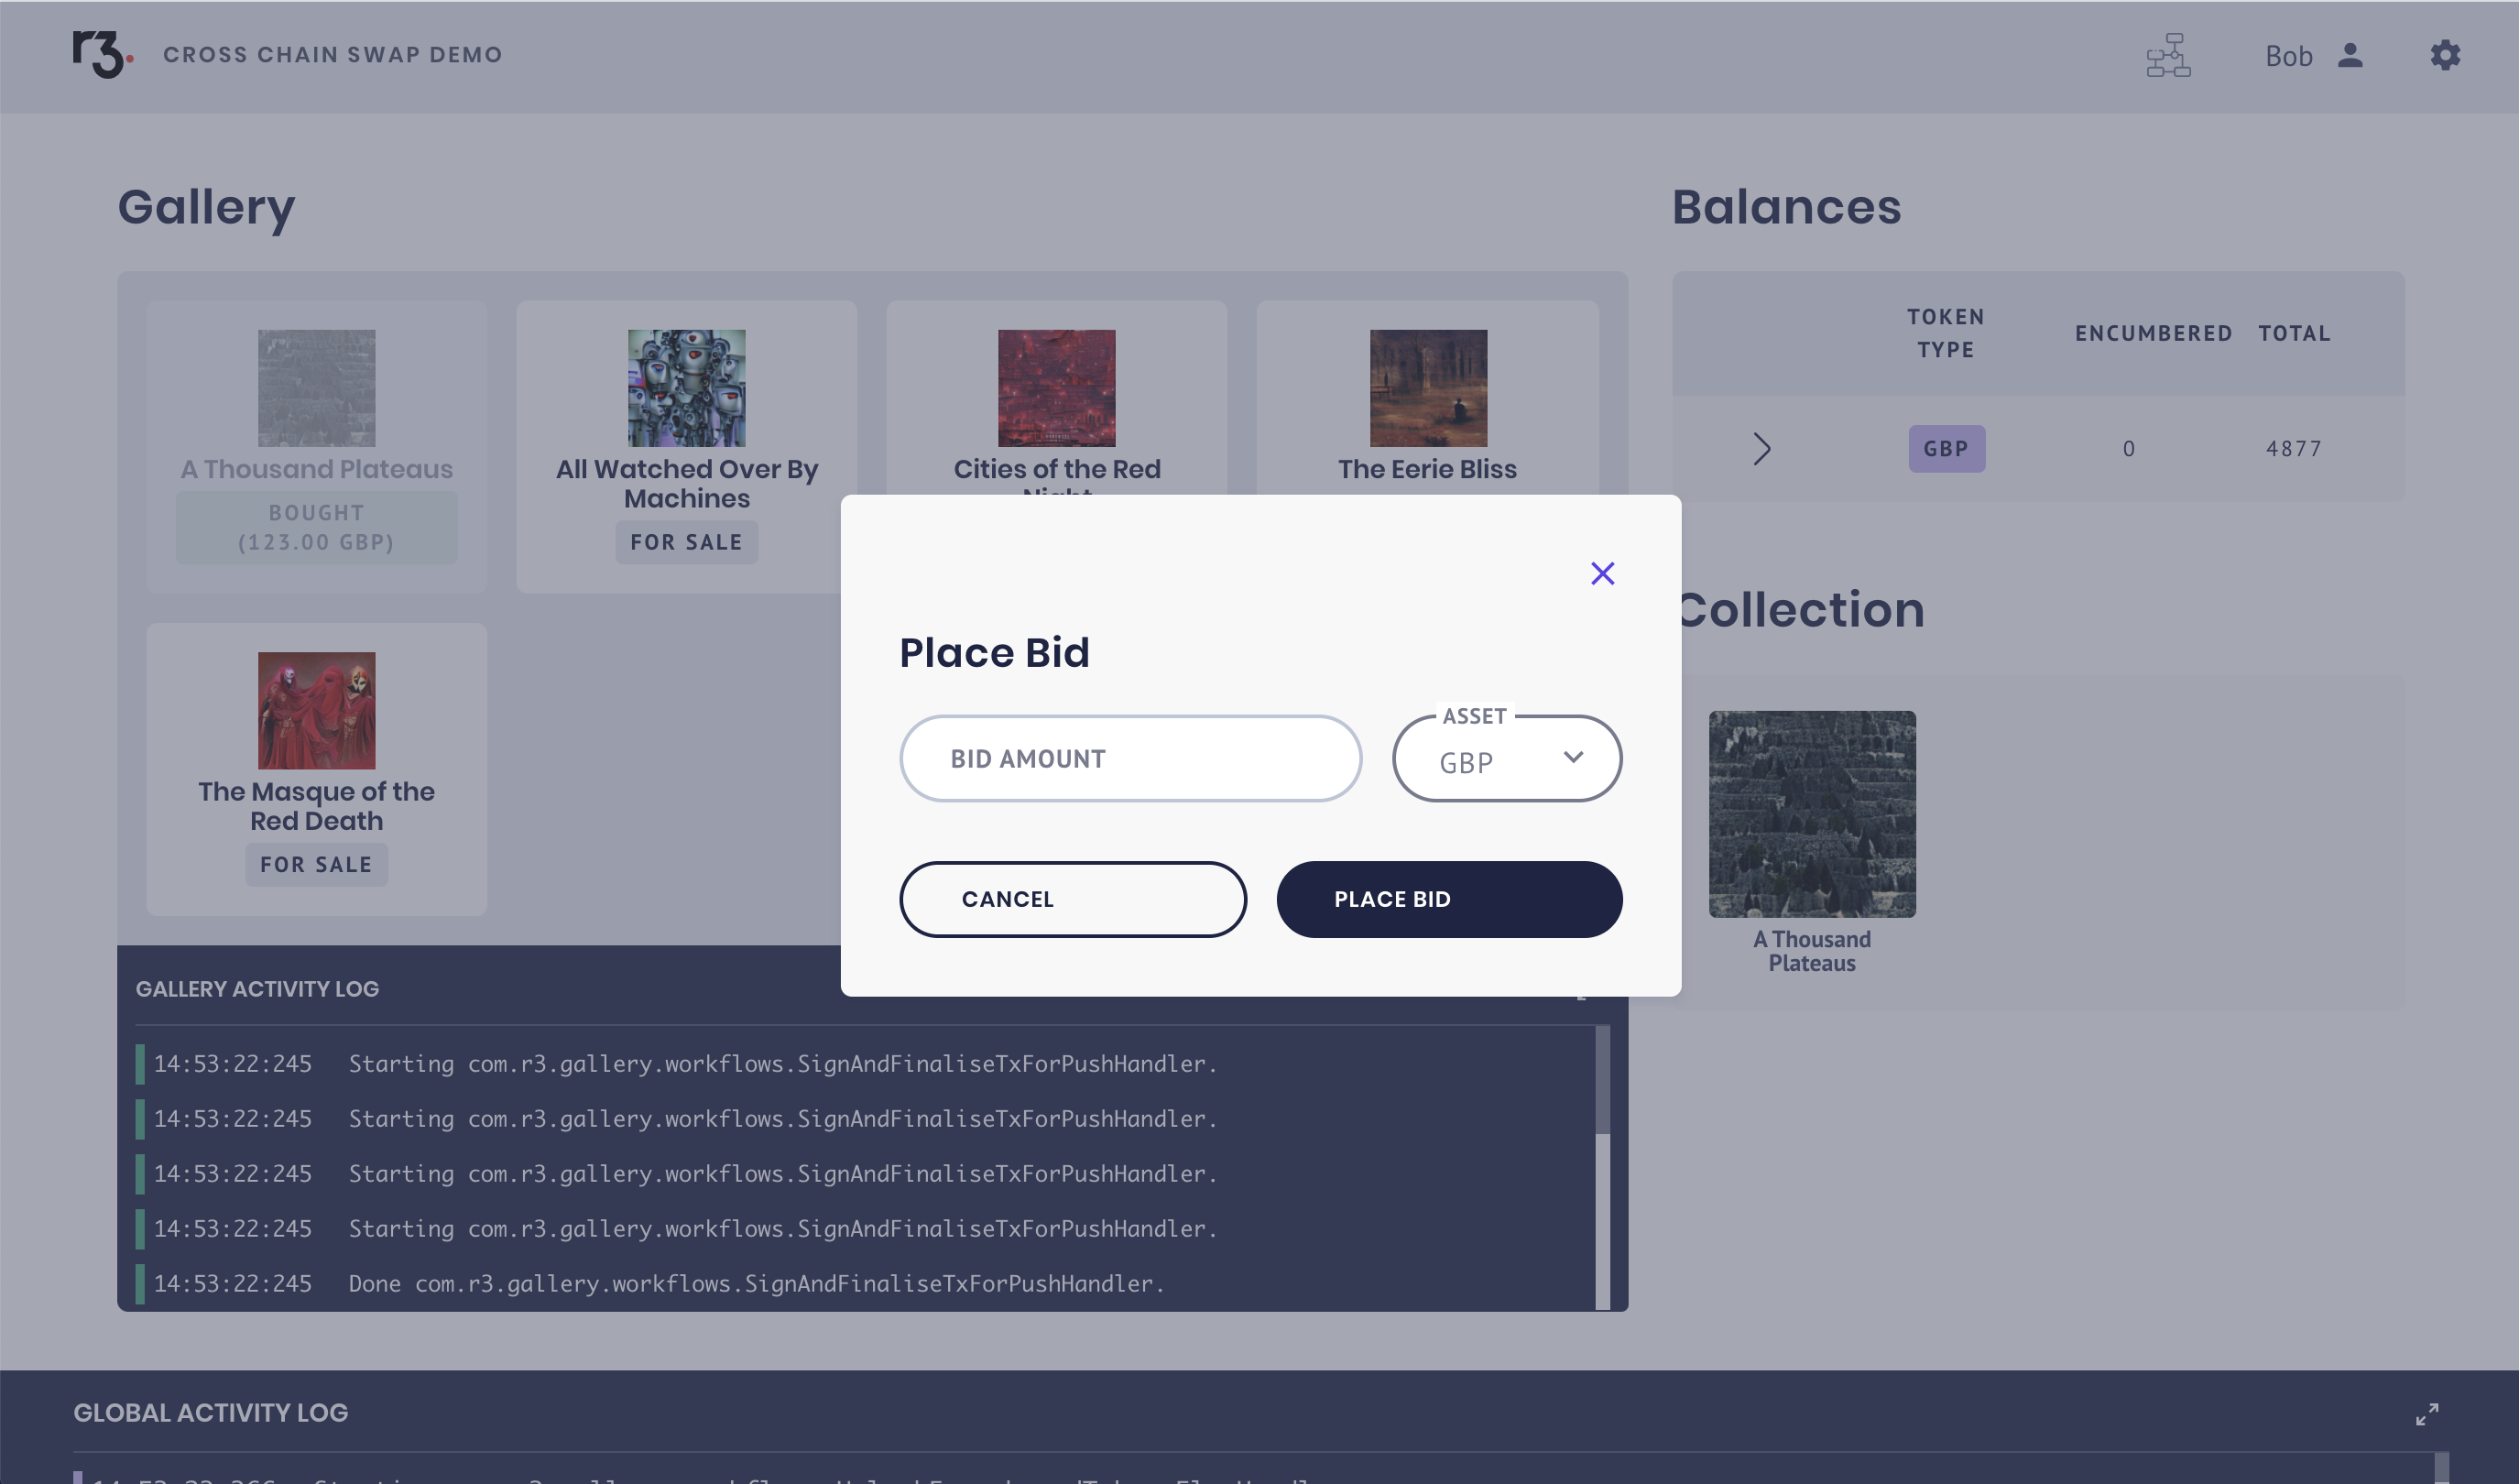 r3.
CROSS CHAIN SWAP DEMO
Bob
Gallery
A Thousand Plateaus
BOUGHT
(123.00 GBP)
All Watched Over By
Machines
FOR SALE
Cities of the Red
Night
The Eerie Bliss
The Masque of the
Red Death
FOR SALE
Balances
TOKEN
TYPE
ENCUMBERED
TOTAL
GBP
0
4877
Collection
A Thousand
Plateaus
Place Bid
BID AMOUNT
ASSET
GBP
CANCEL
PLACE BID
GALLERY ACTIVITY LOG
14:53:22:245 Starting com.r3.gallery.workflows.SignAndFinaliseTxForPushHandler.
14:53:22:245 Starting com.r3.gallery.workflows.SignAndFinaliseTxForPushHandler.
14:53:22:245 Starting com.r3.gallery.workflows.SignAndFinaliseTxForPushHandler.
14:53:22:245 Starting com.r3.gallery.workflows.SignAndFinaliseTxForPushHandler.
14:53:22:245 Done com.r3.gallery.workflows.SignAndFinaliseTxForPushHandler.
GLOBAL ACTIVITY LOG